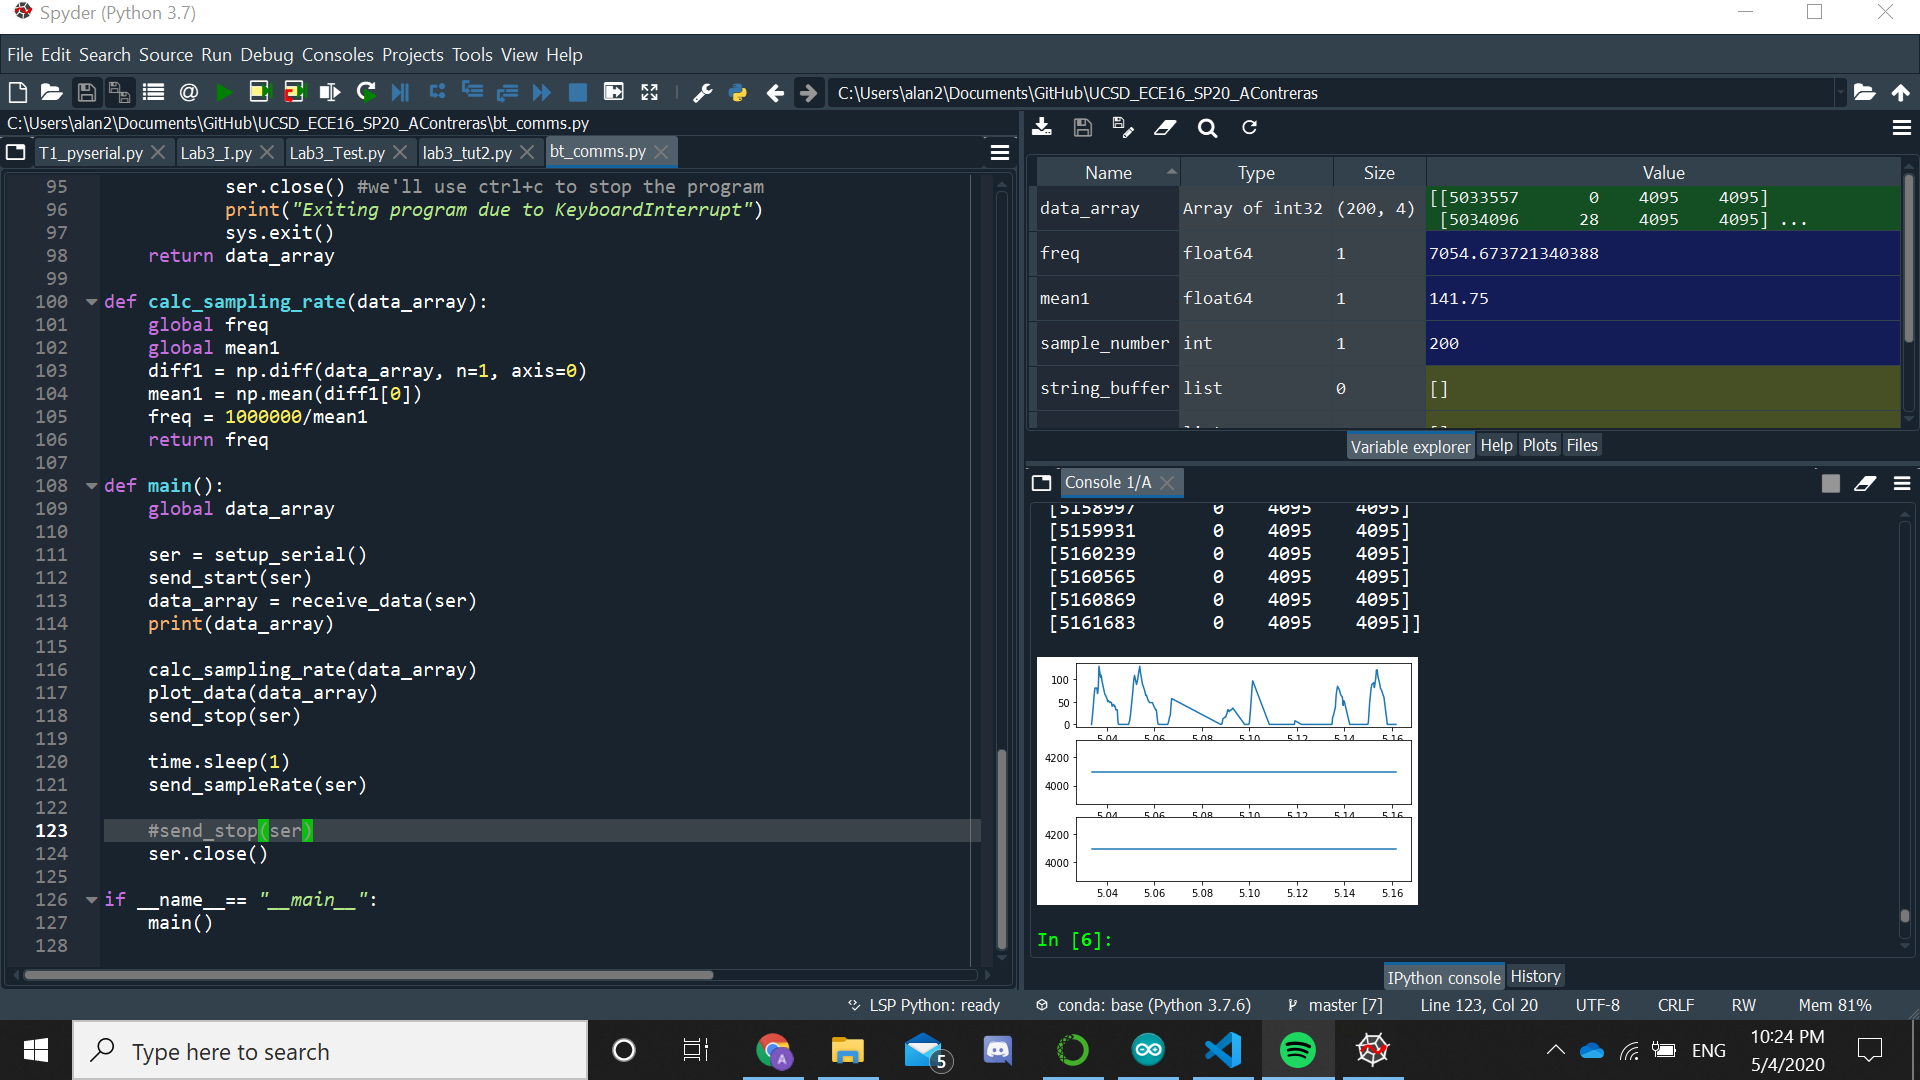 Spyder (Python 3.7)
File Edit Search Source Run Debug Consoles Projects Tools View Help
C:\Users\alan2\Documents\GitHub\UCSD_ECE16_SP20_AContreras
C:\Users\alan2\Documents\GitHub\UCSD_ECE16_SP20_AContreras\bt_comms.py
T1_pyserial.py Lab3_I.py Lab3_Test.py lab3_tut2.py bt_comms.py
95 ser.close() #we'll use ctrl+c to stop the program
96 print("Exiting program due to KeyboardInterrupt")
97 sys.exit()
98 return data_array
99
100 def calc_sampling_rate(data_array):
101 global freq
102 global mean1
103 diff1 = np.diff(data_array, n=1, axis=0)
104 mean1 = np.mean(diff1[0])
105 freq = 1000000/mean1
106 return freq
107
108 def main():
109 global data_array
110
111 ser = setup_serial()
112 send_start(ser)
113 data_array = receive_data(ser)
114 print(data_array)
115
116 calc_sampling_rate(data_array)
117 plot_data(data_array)
118 send_stop(ser)
119
120 time.sleep(1)
121 send_sampleRate(ser)
122
123 #send_stop(ser)
124 ser.close()
125
126 if __name__== "__main__":
127 main()
128
Name Type Size Value
data_array Array of int32 (200, 4) [[5033557 0 4095 4095]
[5034096 28 4095 4095] ...
freq float64 1 7054.673721340388
mean1 float64 1 141.75
sample_number int 1 200
string_buffer list 0 []
Variable explorer Help Plots Files
Console 1/A
[5158997 0 4095 4095]
[5159931 0 4095 4095]
[5160239 0 4095 4095]
[5160565 0 4095 4095]
[5160869 0 4095 4095]
[5161683 0 4095 4095]]
100
50
0
5.04 5.06 5.08 5.10 5.12 5.14 5.16
4200
4000
5.04 5.06 5.08 5.10 5.12 5.14 5.16
4200
4000
5.04 5.06 5.08 5.10 5.12 5.14 5.16
In [6]:
IPython console History
LSP Python: ready conda: base (Python 3.7.6) master [7] Line 123, Col 20 UTF-8 CRLF RW Mem 81%
Type here to search
A
5
ENG
10:24 PM
5/4/2020